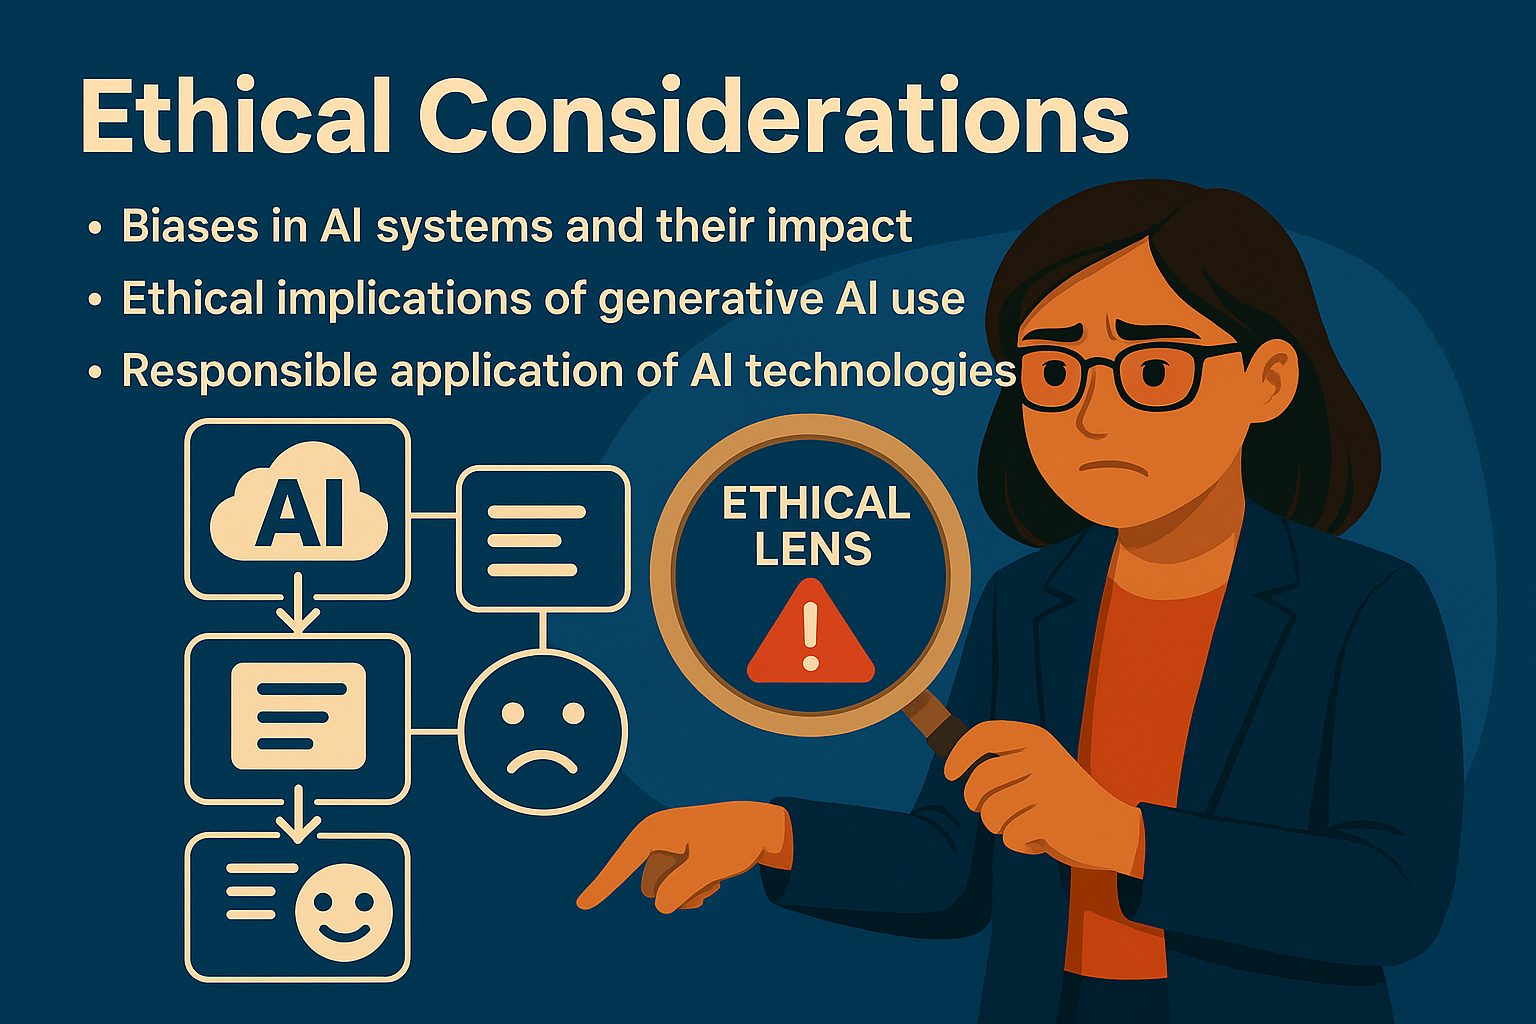 Ethical Considerations
• Biases in AI systems and their impact
• Ethical implications of generative AI use
• Responsible application of AI technologies
AI
ETHICAL
LENS
!